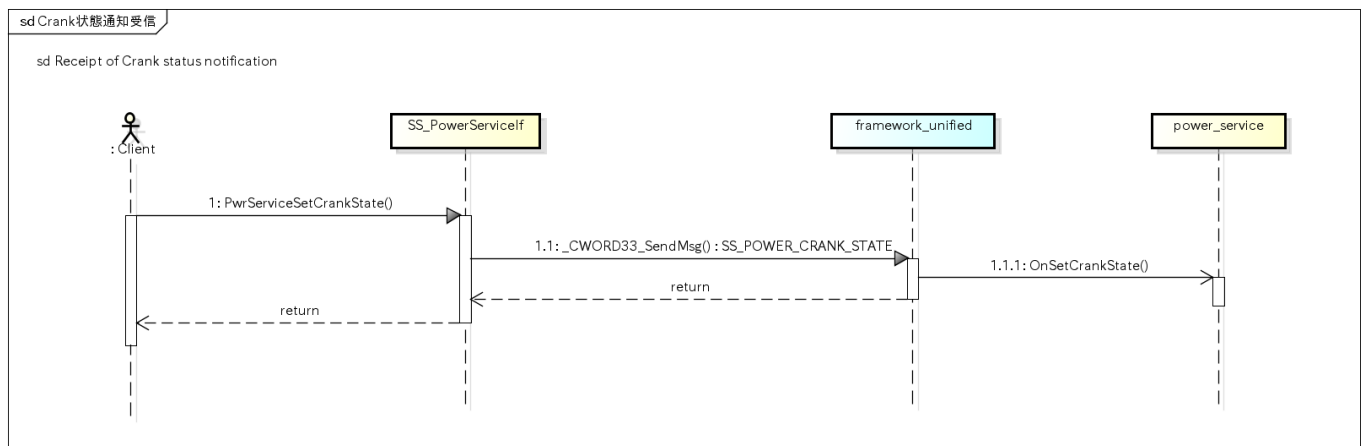 sd Crank状態通知受信
sd Receipt of Crank status notification
: Client
SS_PowerServiceIf
framework_unified
power_service
1: PwrServiceSetCrankState()
1.1: _CWORD33_SendMsg() : SS_POWER_CRANK_STATE
1.1.1: OnSetCrankState()
return
return